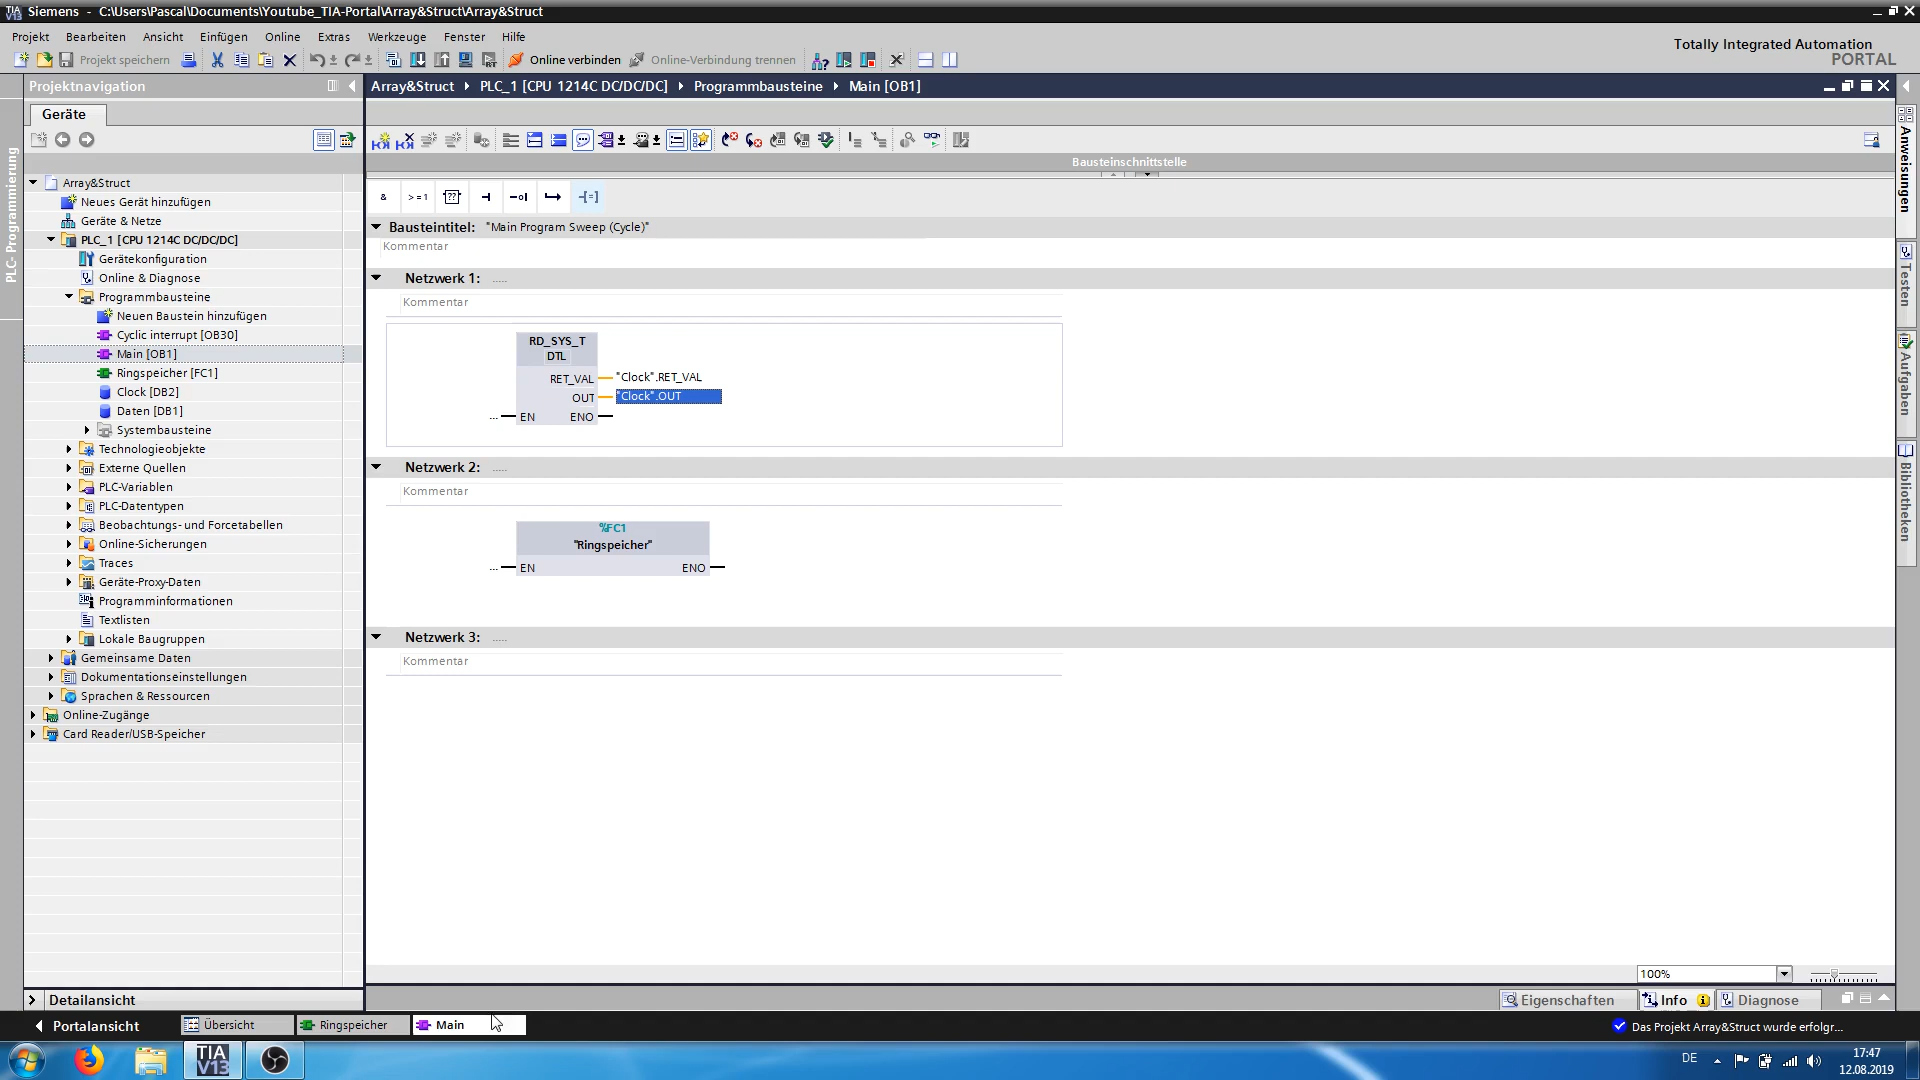 TIA V13 Siemens - C:\Users\Pascal\Documents\Youtube_TIA-Portal\Array&Struct\Array&Struct
Projekt Bearbeiten Ansicht Einfügen Online Extras Werkzeuge Fenster Hilfe
Totally Integrated Automation
PORTAL
Projekt speichern Online verbinden Online-Verbindung trennen
Projektnavigation
Array&Struct PLC_1 [CPU 1214C DC/DC/DC] Programmbausteine Main [OB1]
Geräte
PLC-Programmierung
Array&Struct
Neues Gerät hinzufügen
Geräte & Netze
PLC_1 [CPU 1214C DC/DC/DC]
Gerätekonfiguration
Online & Diagnose
Programmbausteine
Neuen Baustein hinzufügen
Cyclic interrupt [OB30]
Main [OB1]
Ringspeicher [FC1]
Clock [DB2]
Daten [DB1]
Systembausteine
Technologieobjekte
Externe Quellen
PLC-Variablen
PLC-Datentypen
Beobachtungs- und Forcetabellen
Online-Sicherungen
Traces
Geräte-Proxy-Daten
Programminformationen
Textlisten
Lokale Baugruppen
Gemeinsame Daten
Dokumentationseinstellungen
Sprachen & Ressourcen
Online-Zugänge
Card Reader/USB-Speicher
Detailansicht
Bausteinschnittstelle
& >=1 ?? -| -o| -[=]
Bausteintitel: "Main Program Sweep (Cycle)"
Kommentar
Netzwerk 1: .....
Kommentar
RD_SYS_T
DTL
RET_VAL "Clock".RET_VAL
OUT "Clock".OUT
... EN ENO
Netzwerk 2: .....
Kommentar
%FC1
"Ringspeicher"
... EN ENO
Netzwerk 3: .....
Kommentar
100%
Eigenschaften Info Diagnose
Anweisungen
Testen
Aufgaben
Bibliotheken
Portalansicht Übersicht Ringspeicher Main
Das Projekt Array&Struct wurde erfolgr...
TIA V13
DE
17:47
12.08.2019